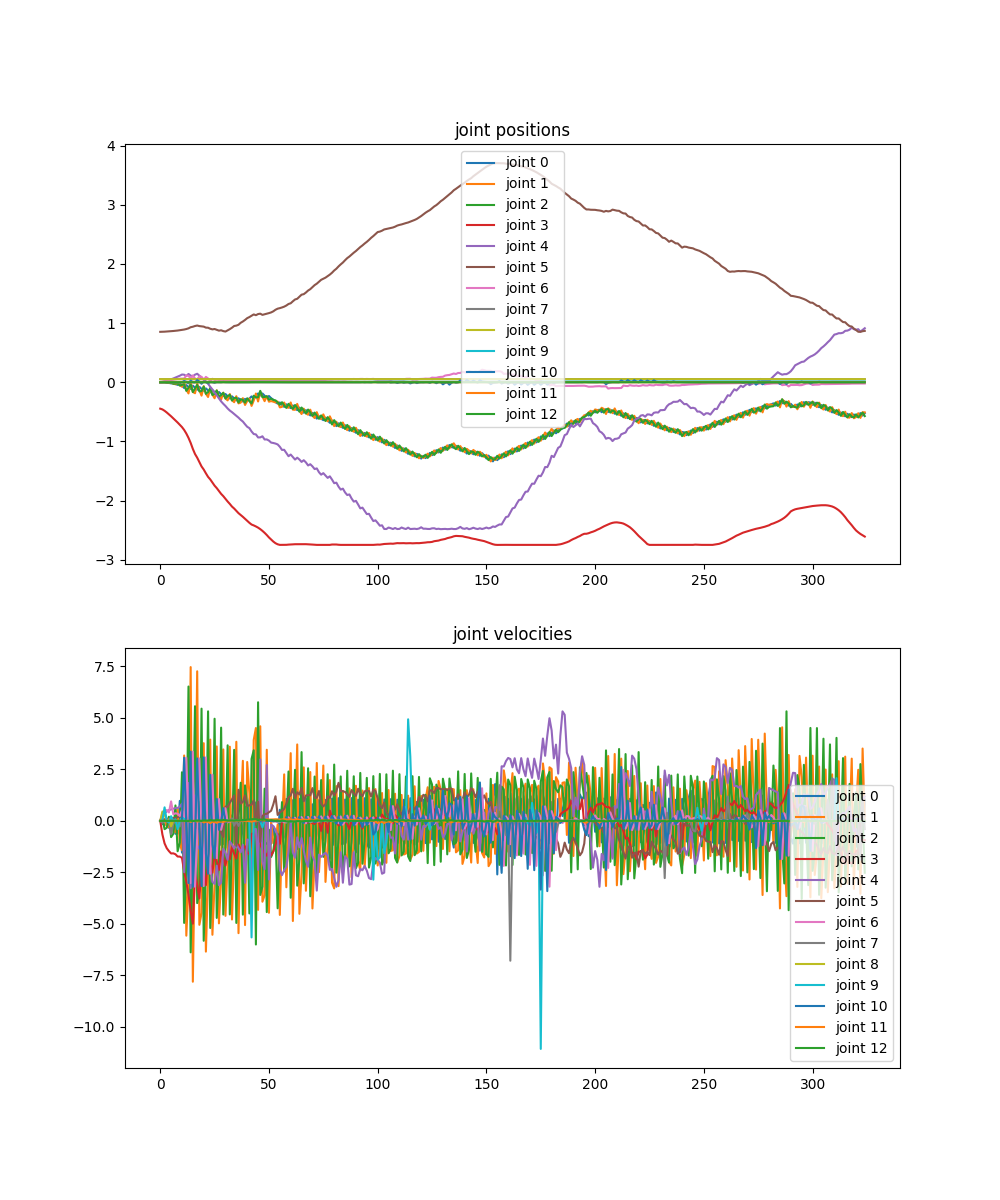 joint positions
4
3
2
1
0
−1
−2
−3
0
50
100
150
200
250
300
joint 0
joint 1
joint 2
joint 3
joint 4
joint 5
joint 6
joint 7
joint 8
joint 9
joint 10
joint 11
joint 12
joint velocities
7.5
5.0
2.5
0.0
−2.5
−5.0
−7.5
−10.0
0
50
100
150
200
250
300
joint 0
joint 1
joint 2
joint 3
joint 4
joint 5
joint 6
joint 7
joint 8
joint 9
joint 10
joint 11
joint 12